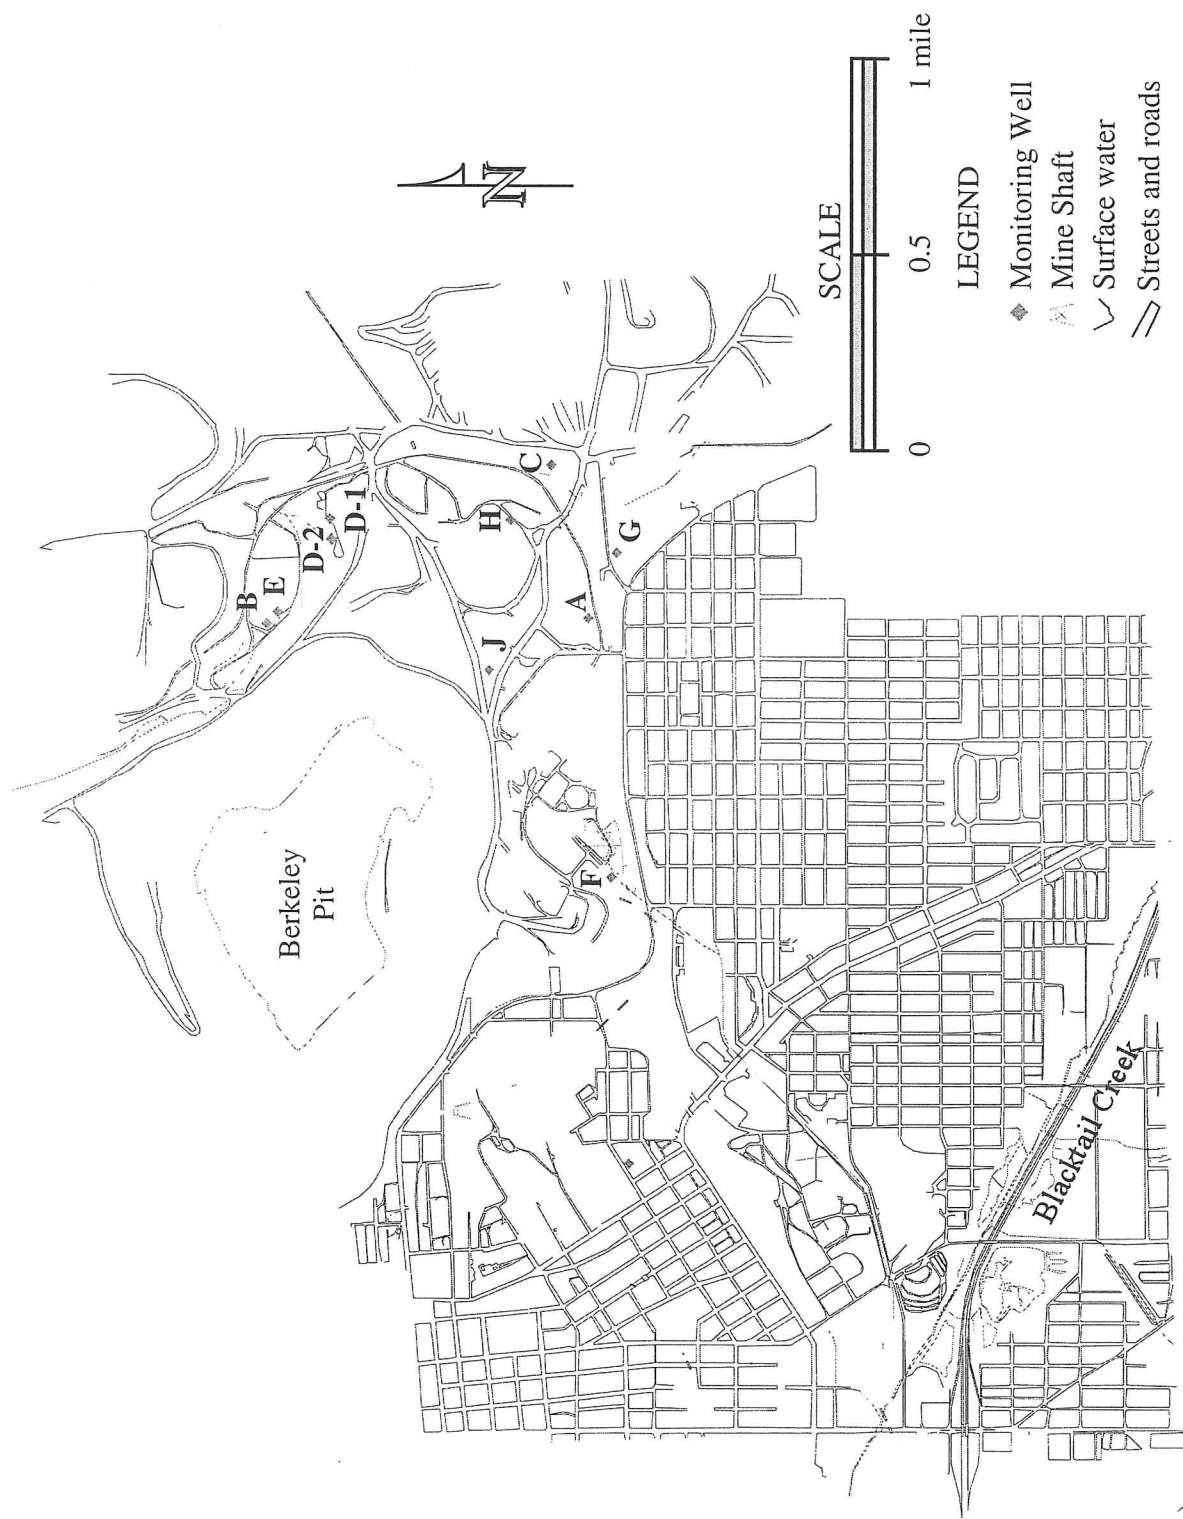 Berkeley
Pit
B
E
D-2
D-1
J
H
C
A
G
F
Blacktail Creek
N
SCALE
0 0.5 1 mile
LEGEND
Monitoring Well
Mine Shaft
Surface water
Streets and roads